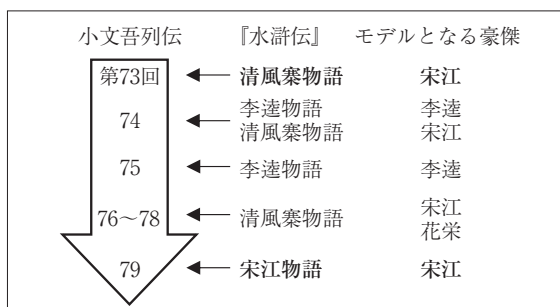 小文吾列伝 『水滸伝』 モデルとなる豪傑
第73回 清風寨物語 宋江
74 李逵物語 李逵
清風寨物語 宋江
75 李逵物語 李逵
76～78 清風寨物語 宋江
花栄
79 宋江物語 宋江